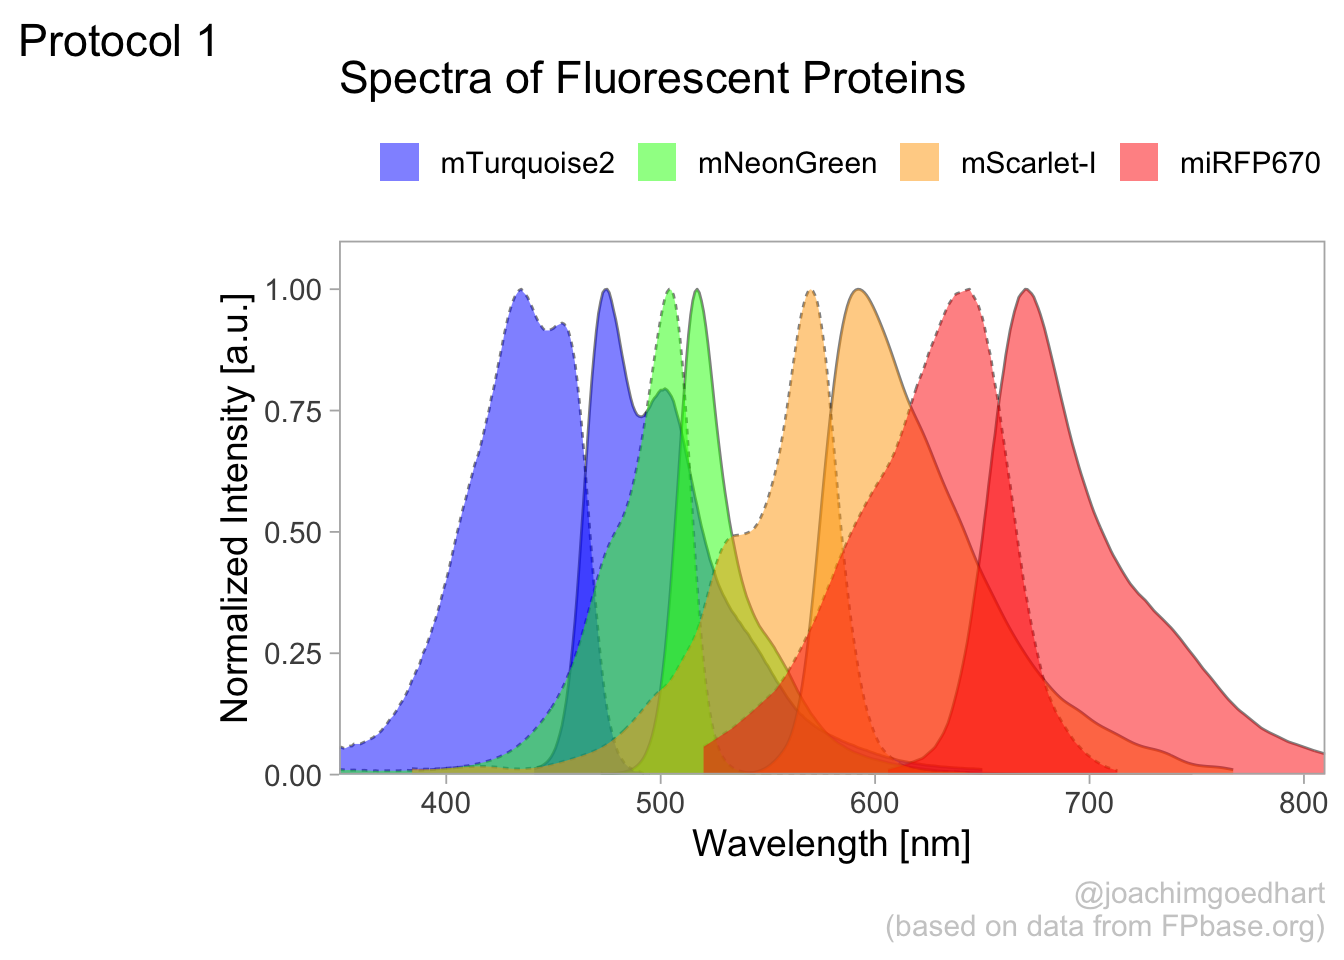 Protocol 1
Spectra of Fluorescent Proteins
mTurquoise2 mNeonGreen mScarlet-I miRFP670
Normalized Intensity [a.u.]
1.00
0.75
0.50
0.25
0.00
400 500 600 700 800
Wavelength [nm]
@joachimgoedhart
(based on data from FPbase.org)